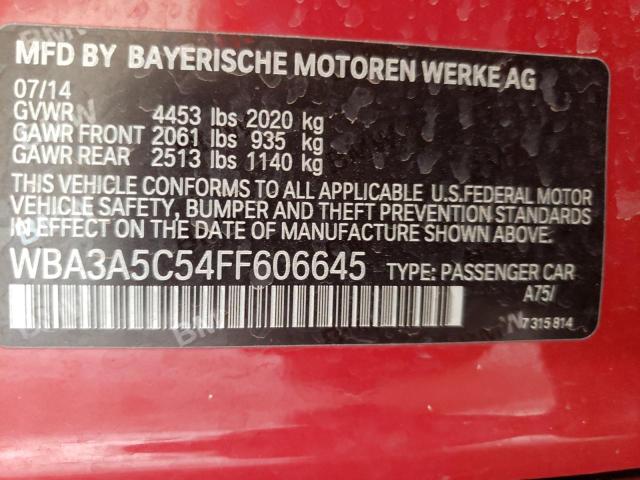 MFD BY BAYERISCHE MOTOREN WERKE AG
07/14
GVWR 4453 lbs 2020 kg
GAWR FRONT 2061 lbs 935 kg
GAWR REAR 2513 lbs 1140 kg
THIS VEHICLE CONFORMS TO ALL APPLICABLE U.S.FEDERAL MOTOR
VEHICLE SAFETY, BUMPER AND THEFT PREVENTION STANDARDS
IN EFFECT ON THE DATE OF MANUFACTURE SHOWN ABOVE.
WBA3A5C54FF606645 TYPE: PASSENGER CAR
A75/
7 315 814